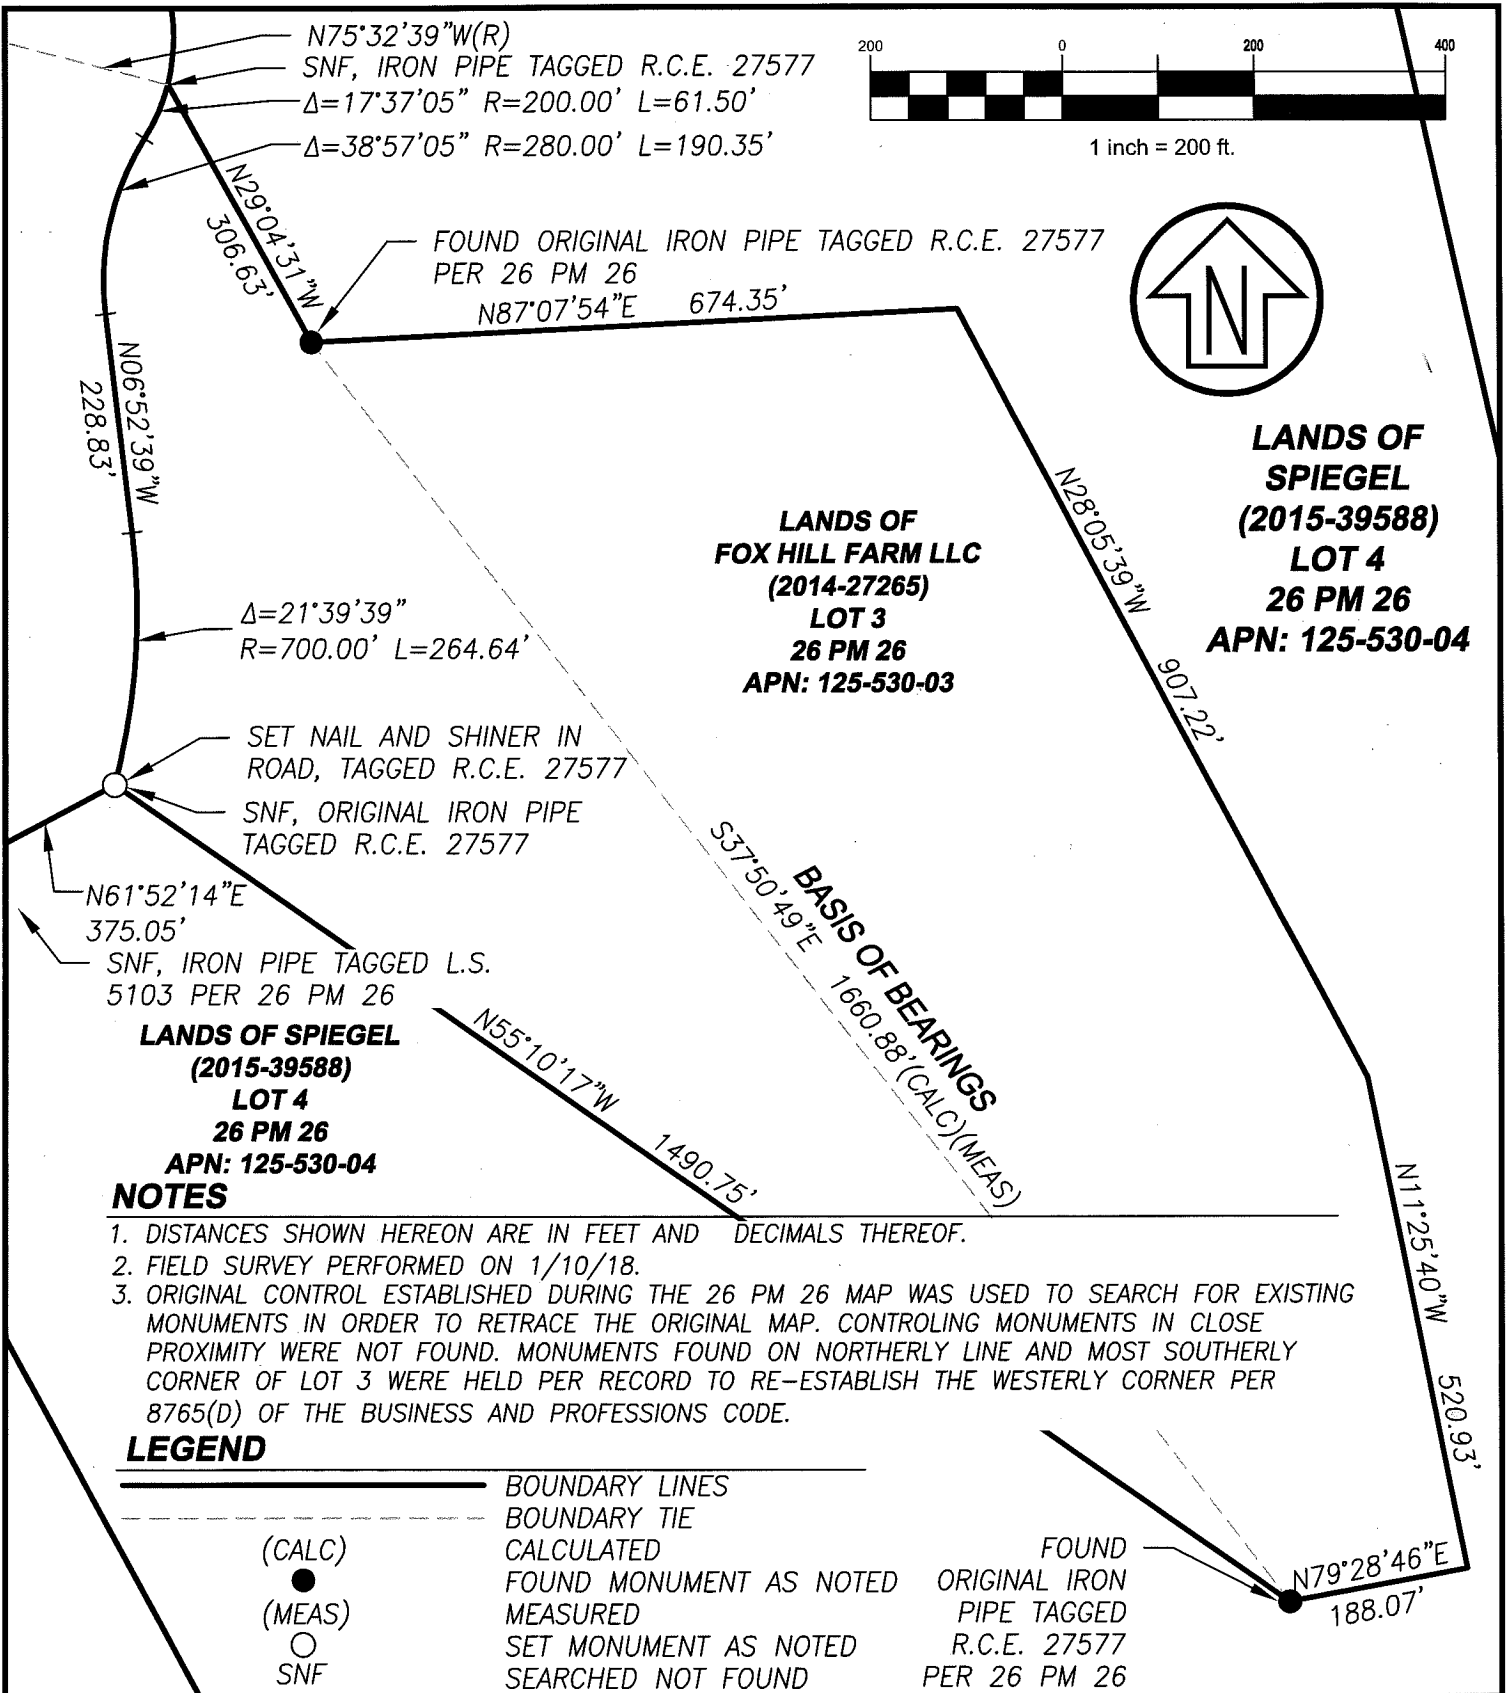 N75°32'39"W(R)
SNF, IRON PIPE TAGGED R.C.E. 27577
Δ=17°37'05" R=200.00' L=61.50'
Δ=38°57'05" R=280.00' L=190.35'
200 0 200 400
1 inch = 200 ft.
N
N29°04'31"W
306.63'
FOUND ORIGINAL IRON PIPE TAGGED R.C.E. 27577
PER 26 PM 26
N87°07'54"E 674.35'
N06°52'39"W
228.83'
LANDS OF
SPIEGEL
(2015-39588)
LOT 4
26 PM 26
APN: 125-530-04
N28°05'39"W 907.22'
LANDS OF
FOX HILL FARM LLC
(2014-27265)
LOT 3
26 PM 26
APN: 125-530-03
Δ=21°39'39"
R=700.00' L=264.64'
SET NAIL AND SHINER IN
ROAD, TAGGED R.C.E. 27577
SNF, ORIGINAL IRON PIPE
TAGGED R.C.E. 27577
BASIS OF BEARINGS
S37°50'49"E 1660.88'(CALC)(MEAS)
N61°52'14"E
375.05'
SNF, IRON PIPE TAGGED L.S.
5103 PER 26 PM 26
LANDS OF SPIEGEL
(2015-39588)
LOT 4
26 PM 26
APN: 125-530-04
N55°10'17"W 1490.75'
N11°25'40"W 520.93'
NOTES
1. DISTANCES SHOWN HEREON ARE IN FEET AND DECIMALS THEREOF.
2. FIELD SURVEY PERFORMED ON 1/10/18.
3. ORIGINAL CONTROL ESTABLISHED DURING THE 26 PM 26 MAP WAS USED TO SEARCH FOR EXISTING
MONUMENTS IN ORDER TO RETRACE THE ORIGINAL MAP. CONTROLING MONUMENTS IN CLOSE
PROXIMITY WERE NOT FOUND. MONUMENTS FOUND ON NORTHERLY LINE AND MOST SOUTHERLY
CORNER OF LOT 3 WERE HELD PER RECORD TO RE-ESTABLISH THE WESTERLY CORNER PER
8765(D) OF THE BUSINESS AND PROFESSIONS CODE.
LEGEND
BOUNDARY LINES
BOUNDARY TIE
(CALC) CALCULATED
FOUND MONUMENT AS NOTED
(MEAS) MEASURED
SET MONUMENT AS NOTED
SNF SEARCHED NOT FOUND
FOUND
ORIGINAL IRON
PIPE TAGGED
R.C.E. 27577
PER 26 PM 26
N79°28'46"E
188.07'